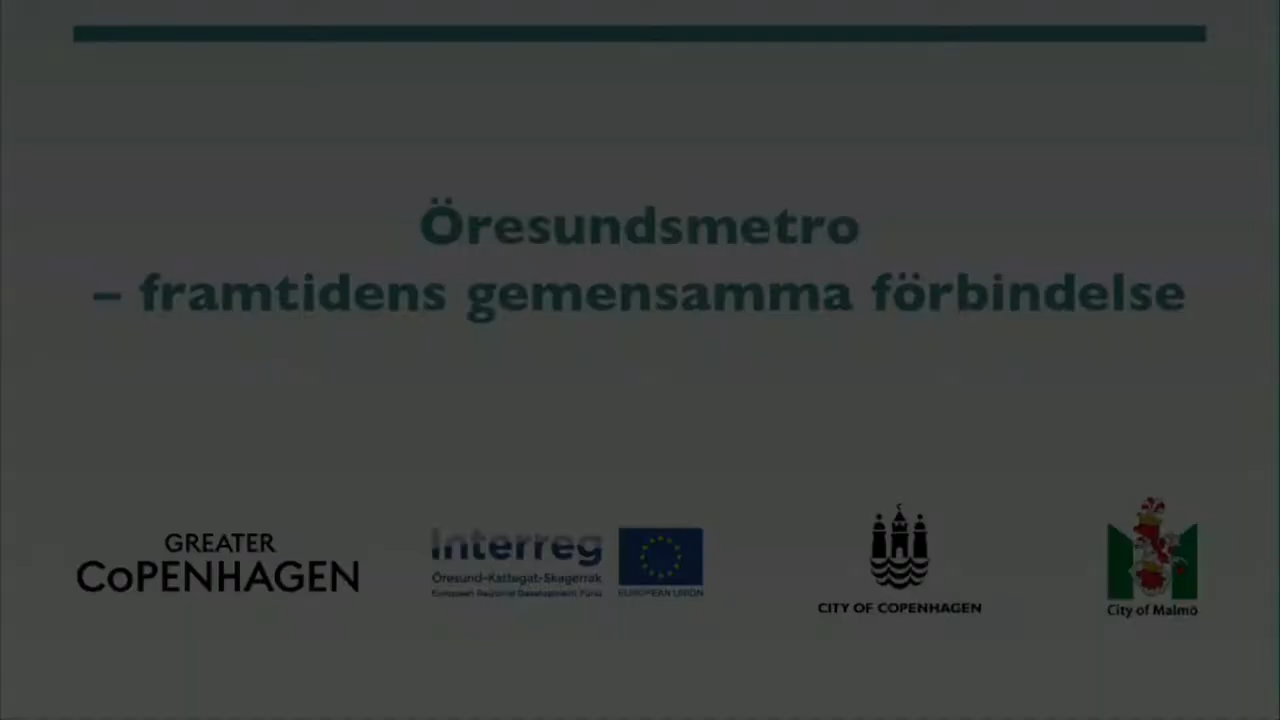 Öresundsmetro
– framtidens gemensamma förbindelse
GREATER
COPENHAGEN
Interreg
Öresund-Kattegat-Skagerrak
European Regional Development Fund
EUROPEAN UNION
CITY OF COPENHAGEN
City of Malmö